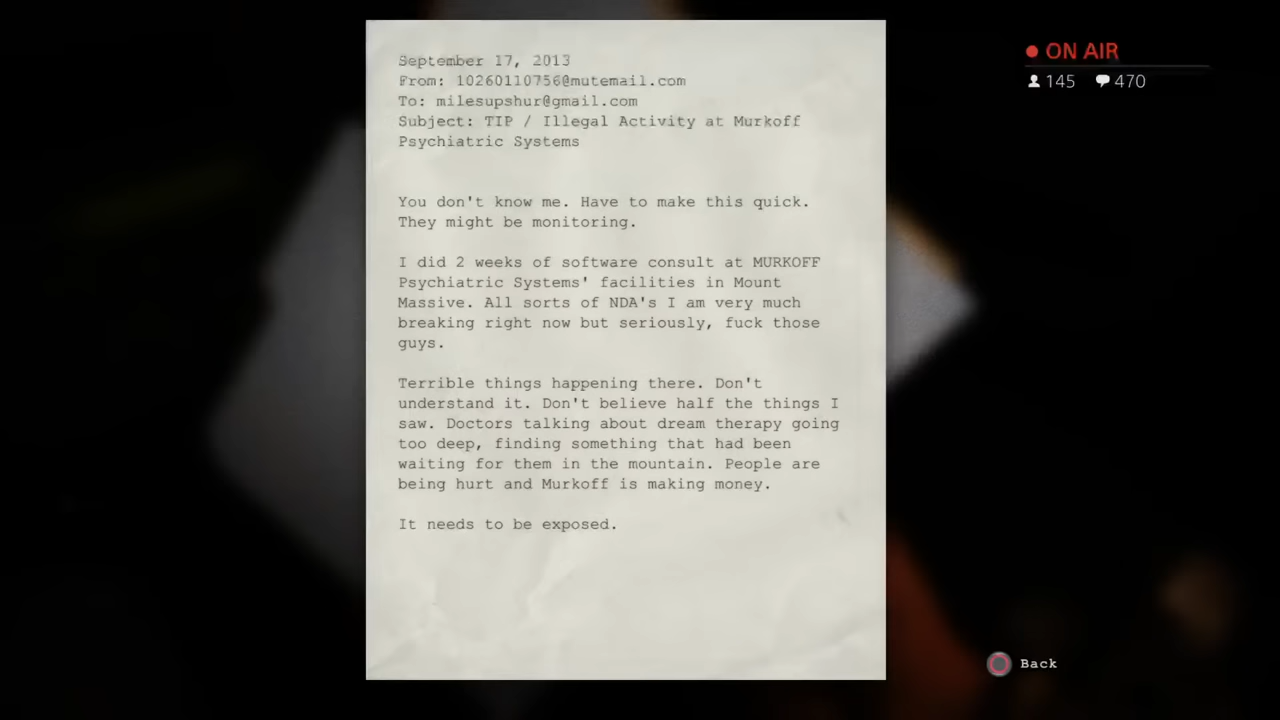 September 17, 2013
From: 10260110756@mutemail.com
To: milesupshur@gmail.com
Subject: TIP / Illegal Activity at Murkoff
Psychiatric Systems
You don't know me. Have to make this quick.
They might be monitoring.
I did 2 weeks of software consult at MURKOFF
Psychiatric Systems' facilities in Mount
Massive. All sorts of NDA's I am very much
breaking right now but seriously, fuck those
guys.
Terrible things happening there. Don't
understand it. Don't believe half the things I
saw. Doctors talking about dream therapy going
too deep, finding something that had been
waiting for them in the mountain. People are
being hurt and Murkoff is making money.
It needs to be exposed.
ON AIR
145 470
Back